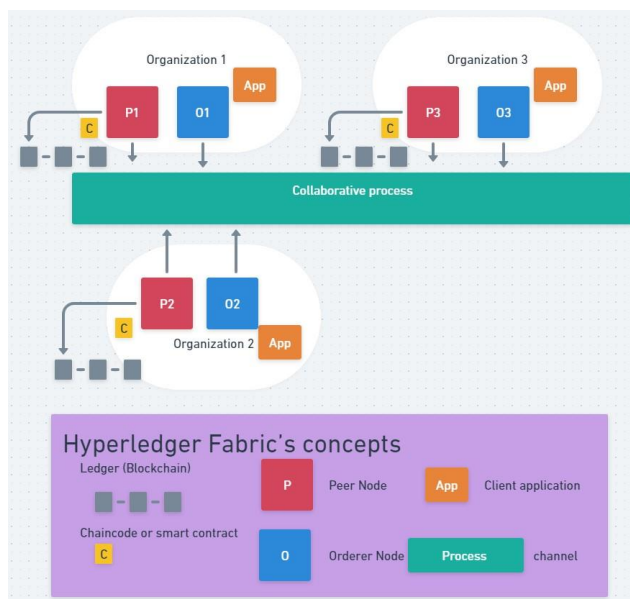 Organization 1
App
P1
O1
C
Organization 3
App
P3
O3
C
Collaborative process
P2
O2
C
Organization 2
App
Hyperledger Fabric's concepts
Ledger (Blockchain)
P
Peer Node
App
Client application
Chaincode or smart contract
C
O
Orderer Node
Process
channel